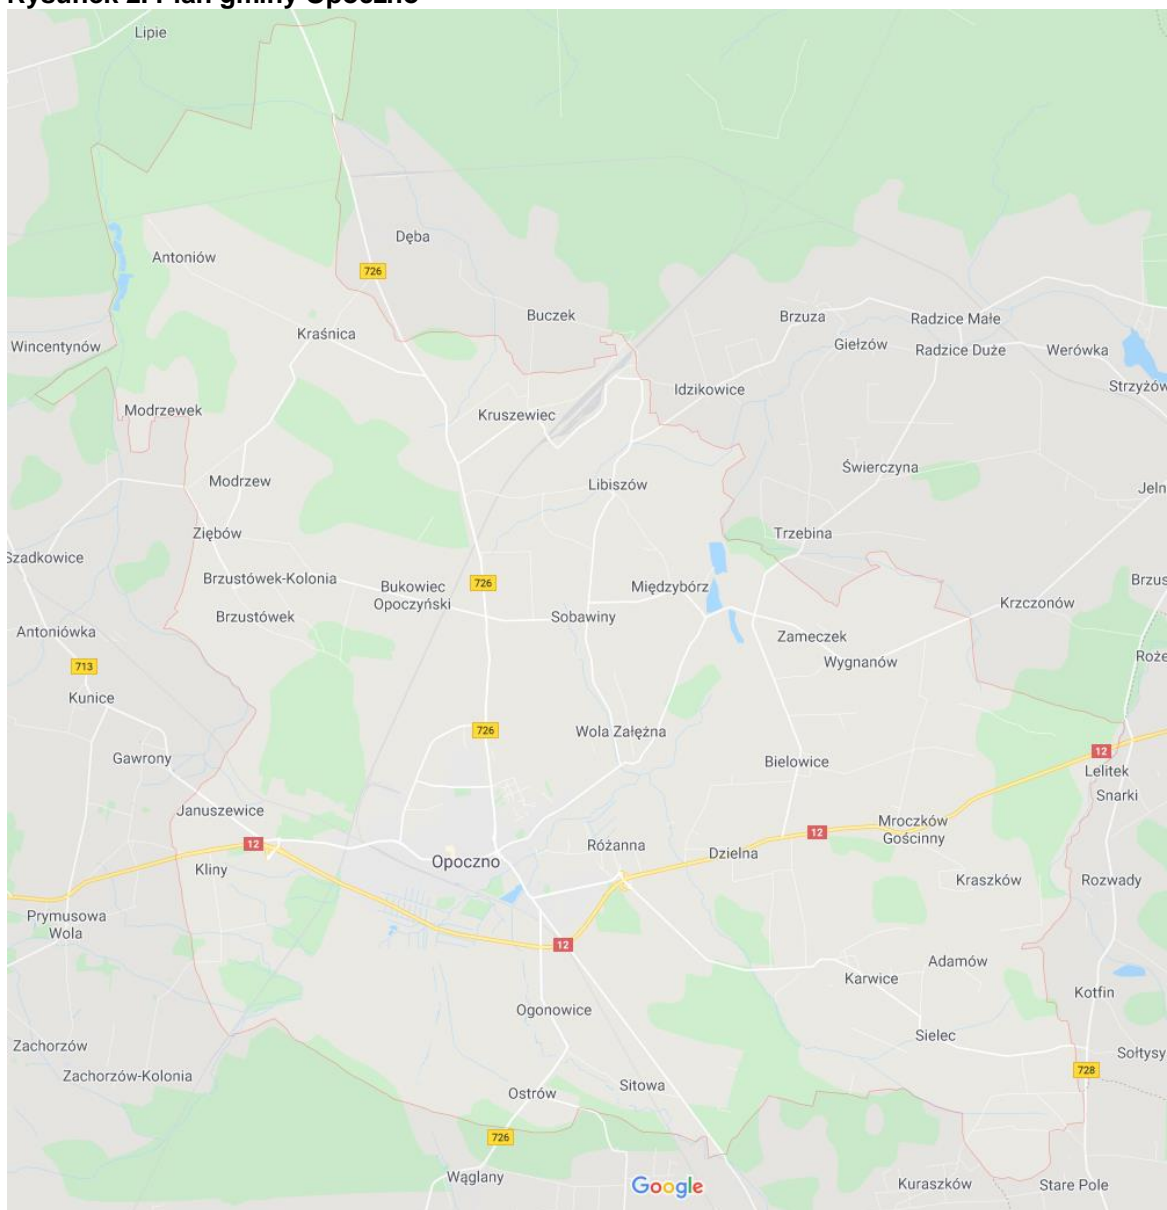 Rysunek 2. Plan gminy Opoczno
Lipie
Dęba
Antoniów
726
Buczek
Brzuza
Radzice Małe
Kraśnica
Wincentynów
Giełzów
Radzice Duże
Werówka
Idzikowice
Strzyżów
Modrzewek
Kruszewiec
Świerczyna
Modrzew
Libiszów
Jeln
Ziębów
Trzebina
Szadkowice
Brzustówek-Kolonia
Bukowiec
Opoczyński
726
Międzybórz
Brzus
Krzczonów
Brzustówek
Sobawiny
Antoniówka
Zameczek
Wygnanów
Roże
713
Kunice
726
Wola Załężna
12
Gawrony
Bielowice
Lelitek
Snarki
Januszewice
12
Mroczków
Gościnny
12
Różanna
Dzielna
Opoczno
Kliny
Kraszków
Rozwady
Prymusowa
Wola
12
Adamów
Karwice
Kotfin
Ogonowice
Sielec
Zachorzów
Sołtysy
Zachorzów-Kolonia
728
Sitowa
Ostrów
726
Wąglany
Google
Kuraszków
Stare Pole